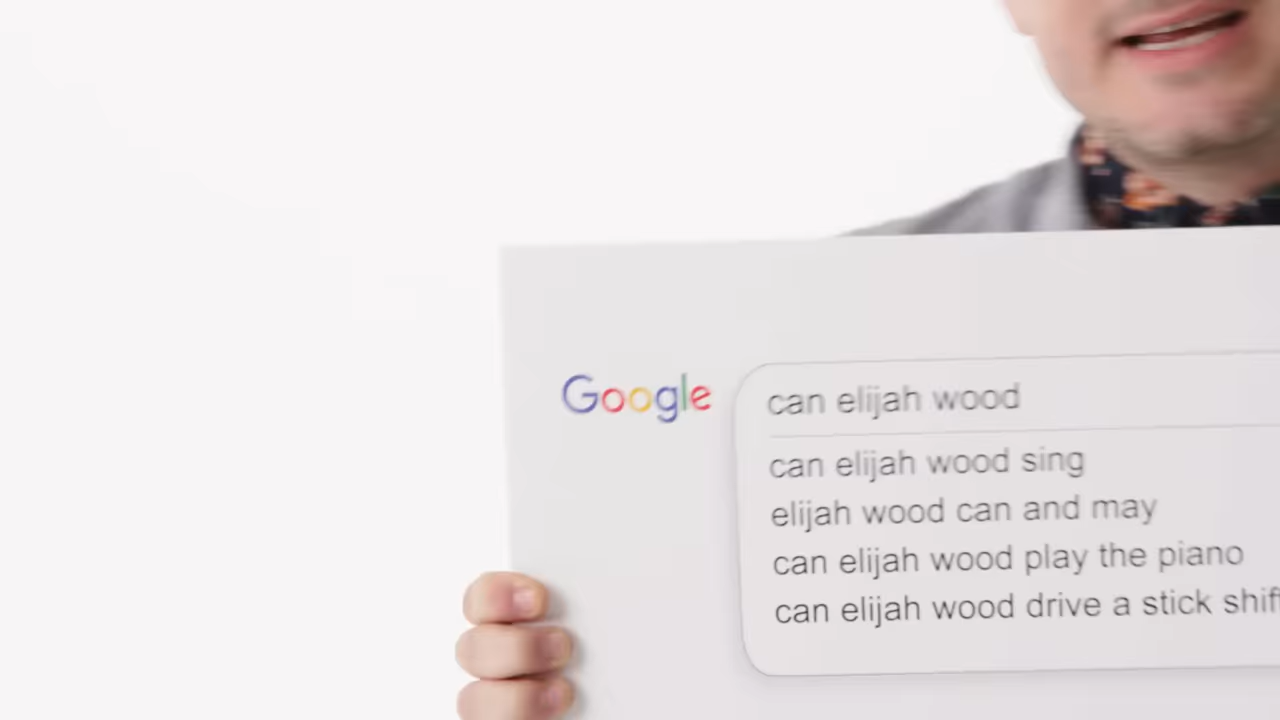 Google
can elijah wood
can elijah wood sing
elijah wood can and may
can elijah wood play the piano
can elijah wood drive a stick